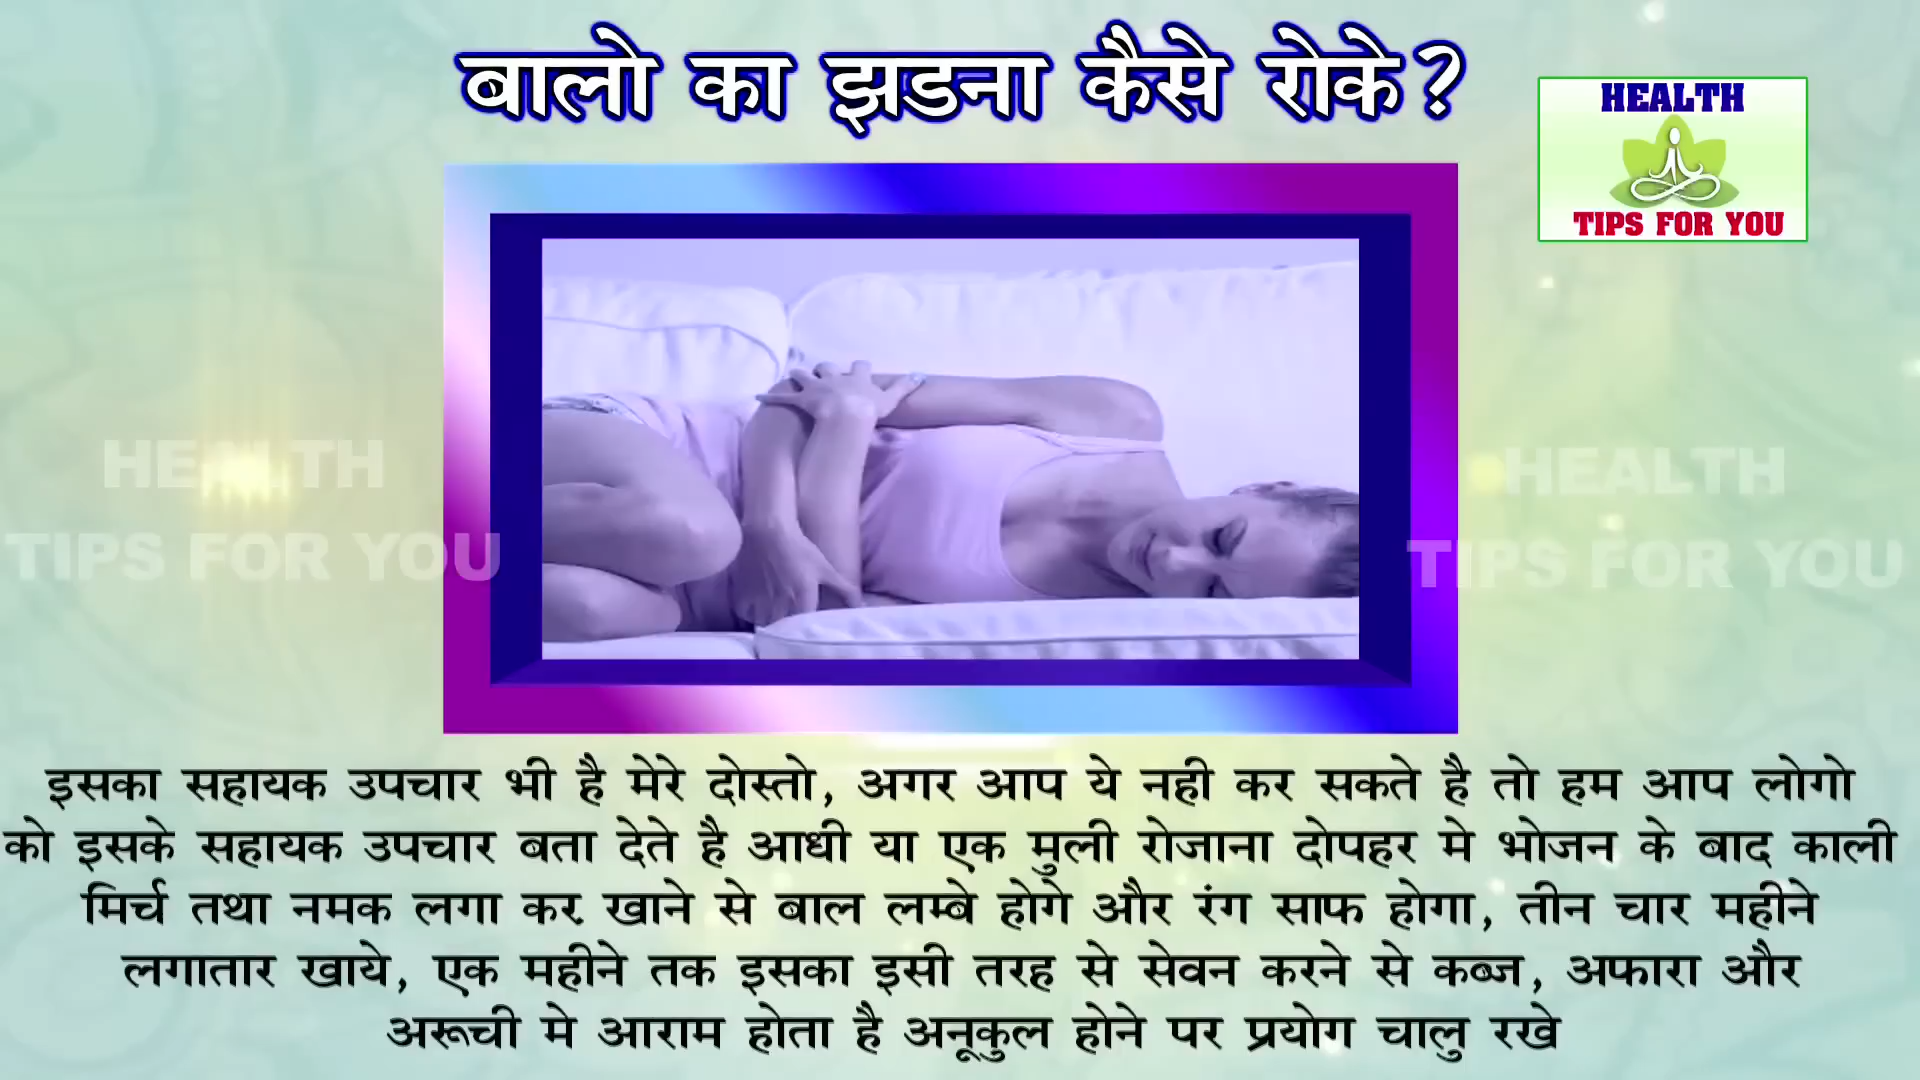 बालो का झडना कैसे रोके?
HEALTH
TIPS FOR YOU
HEALTH
TIPS FOR YOU
HEALTH
TIPS FOR YOU
इसका सहायक उपचार भी है मेरे दोस्तो, अगर आप ये नही कर सकते है तो हम आप लोगो
को इसके सहायक उपचार बता देते है आधी या एक मुली रोजाना दोपहर मे भोजन के बाद काली
मिर्च तथा नमक लगा कर खाने से बाल लम्बे होगे और रंग साफ होगा, तीन चार महीने
लगातार खाये, एक महीने तक इसका इसी तरह से सेवन करने से कब्ज, अफारा और
अरूची मे आराम होता है अनूकुल होने पर प्रयोग चालु रखे